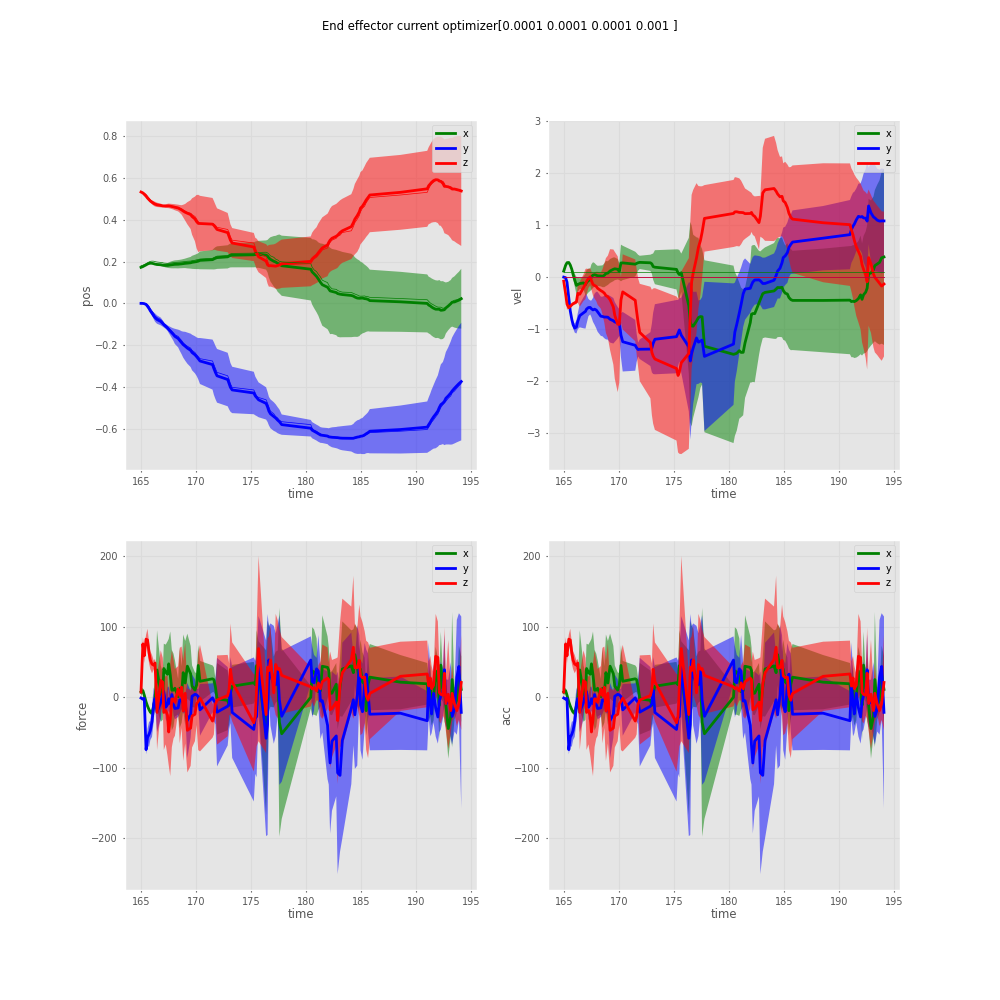 End effector current optimizer[0.0001 0.0001 0.0001 0.001 ]
0.8
0.6
0.4
0.2
0.0
−0.2
−0.4
−0.6
pos
165 170 175 180 185 190 195
time
x
y
z
3
2
1
0
−1
−2
−3
vel
165 170 175 180 185 190 195
time
x
y
z
200
100
0
−100
−200
force
165 170 175 180 185 190 195
time
x
y
z
200
100
0
−100
−200
acc
165 170 175 180 185 190 195
time
x
y
z